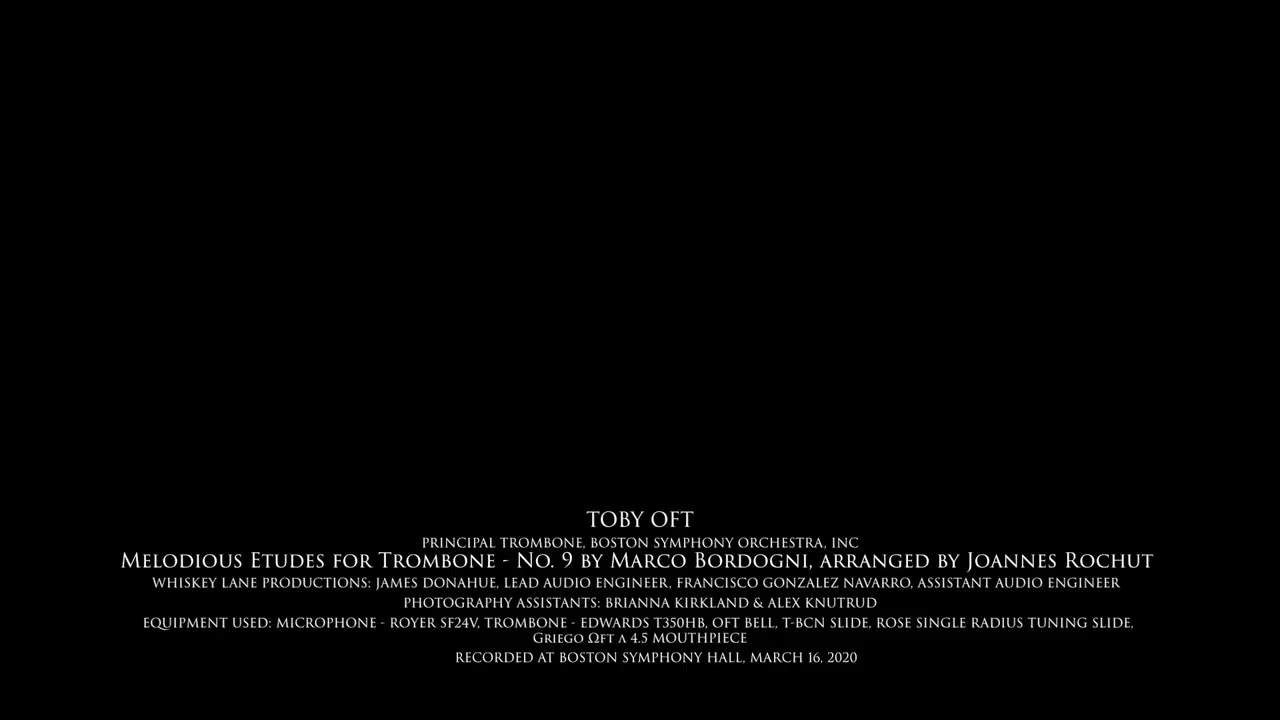 TOBY OFT
PRINCIPAL TROMBONE, BOSTON SYMPHONY ORCHESTRA, INC
Melodious Etudes for Trombone - No. 9 by Marco Bordogni, arranged by Joannes Rochut
WHISKEY LANE PRODUCTIONS: JAMES DONAHUE, LEAD AUDIO ENGINEER, FRANCISCO GONZALEZ NAVARRO, ASSISTANT AUDIO ENGINEER
PHOTOGRAPHY ASSISTANTS: BRIANNA KIRKLAND & ALEX KNUTRUD
EQUIPMENT USED: MICROPHONE - ROYER SF24V, TROMBONE - EDWARDS T350HB, OFT BELL, T-BCN SLIDE, ROSE SINGLE RADIUS TUNING SLIDE,
Griego Ωft Λ 4.5 MOUTHPIECE
RECORDED AT BOSTON SYMPHONY HALL, MARCH 16, 2020